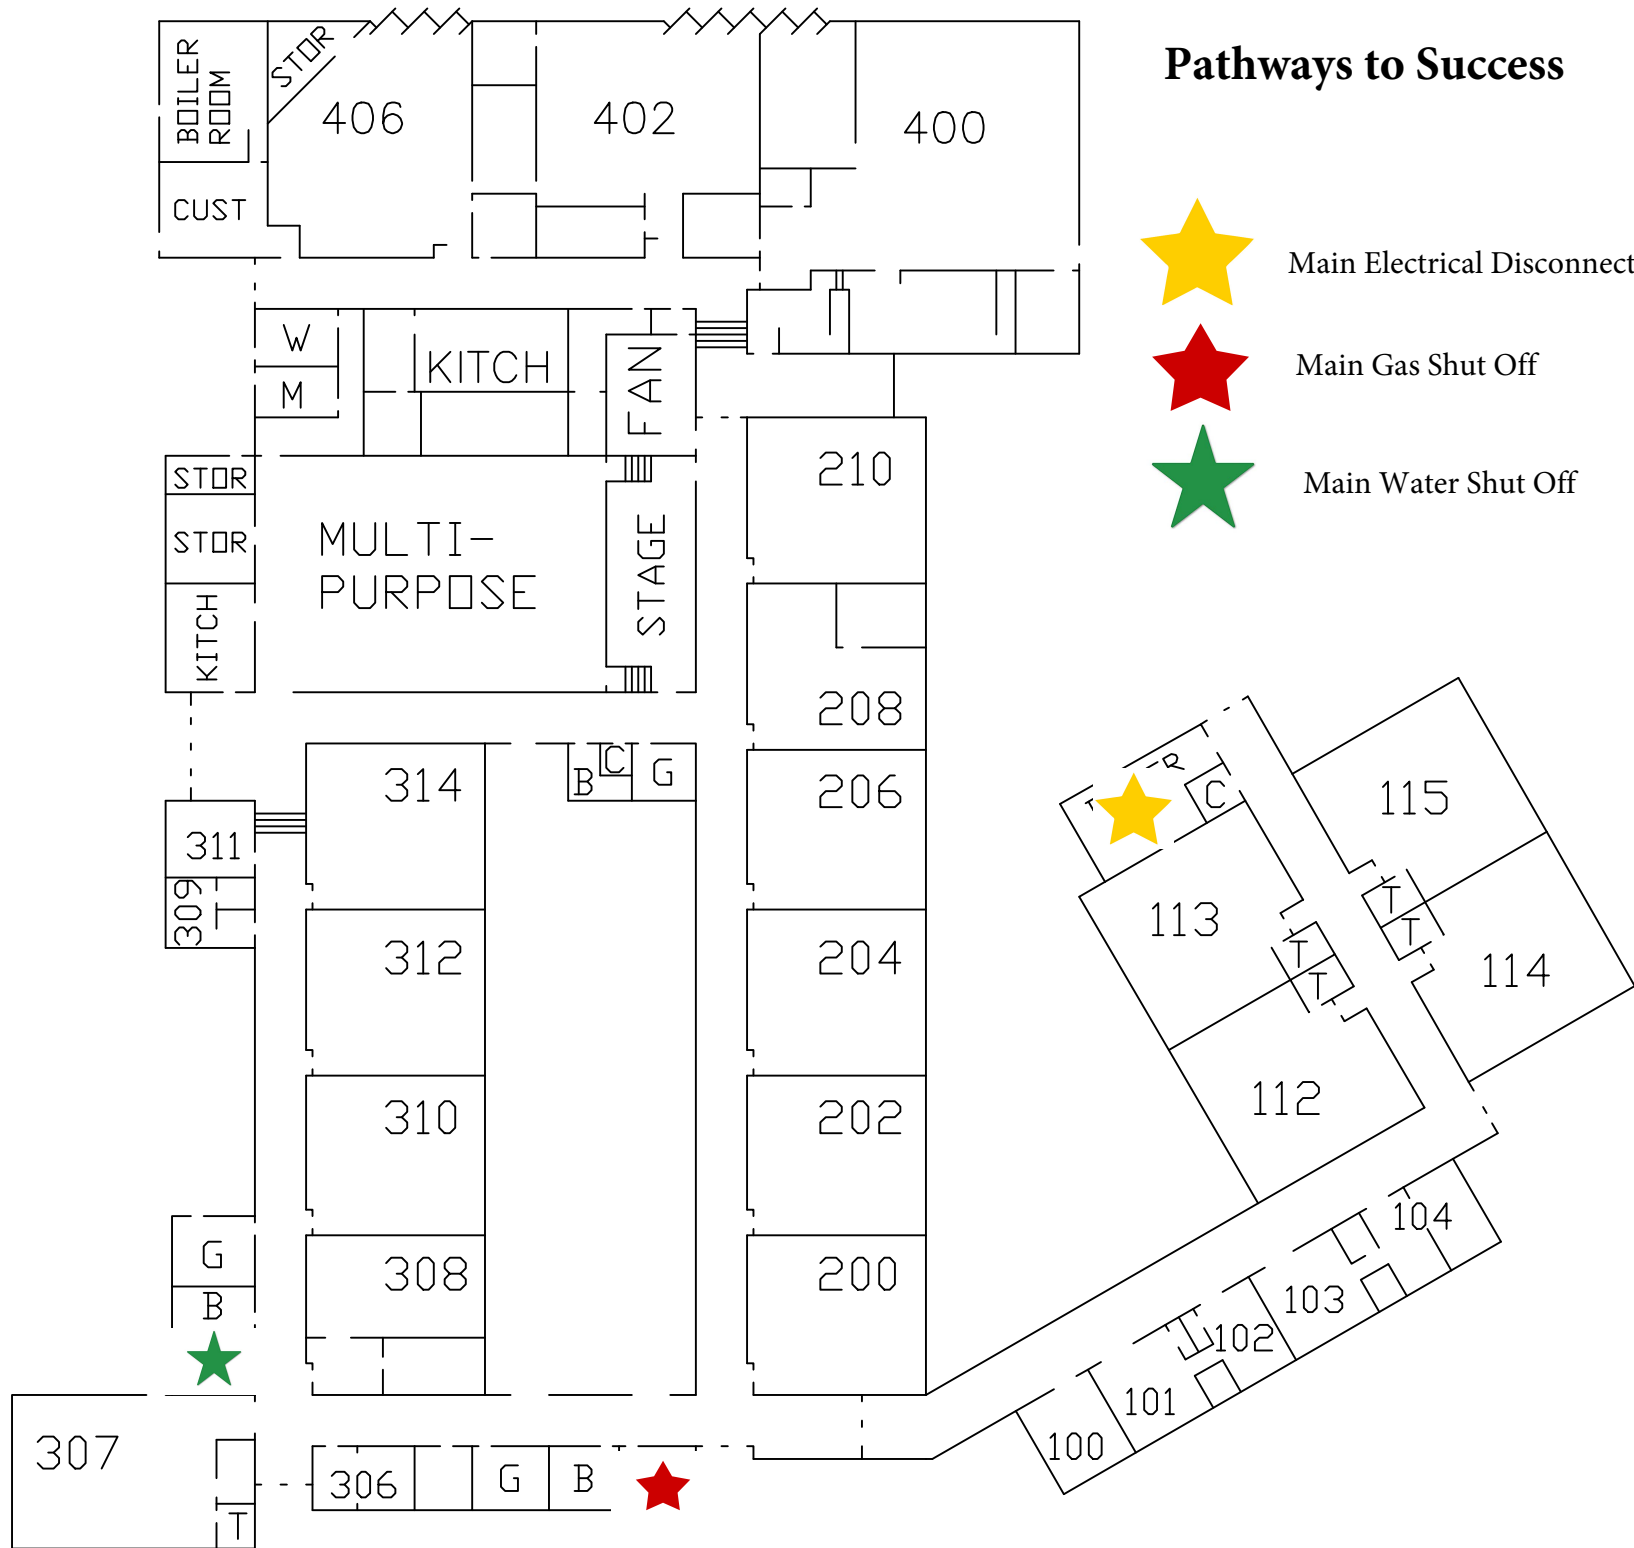 Pathways to Success
BOILER
ROOM
STOR
406
402
400
CUST
Main Electrical Disconnect
W
M
KITCH
FAN
Main Gas Shut Off
STOR
210
Main Water Shut Off
STOR
MULTI-
PURPOSE
STAGE
KITCH
208
314
B
C
G
206
R
C
115
311
309
113
T
T
312
204
T
T
114
310
202
112
G
B
308
200
104
103
102
101
100
307
306
G
B
T